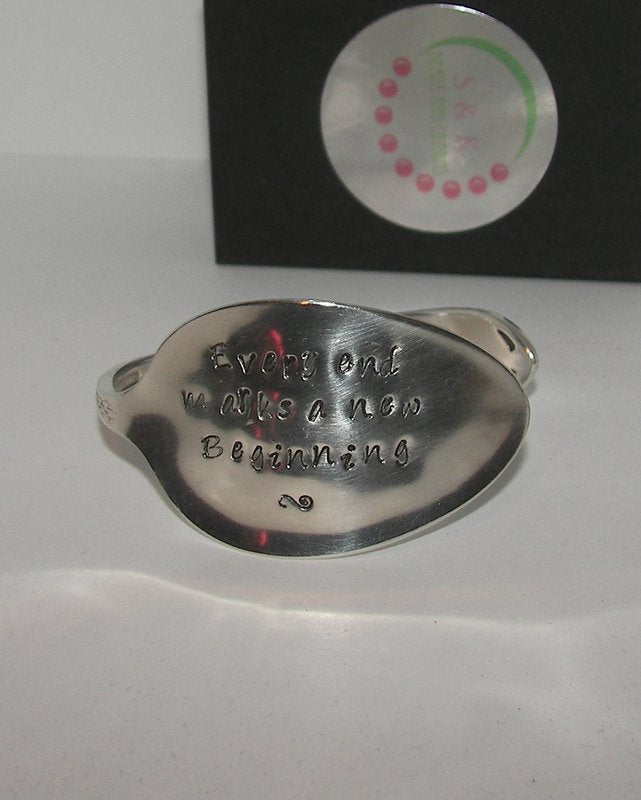 Every end
marks a new
Beginning
S & K